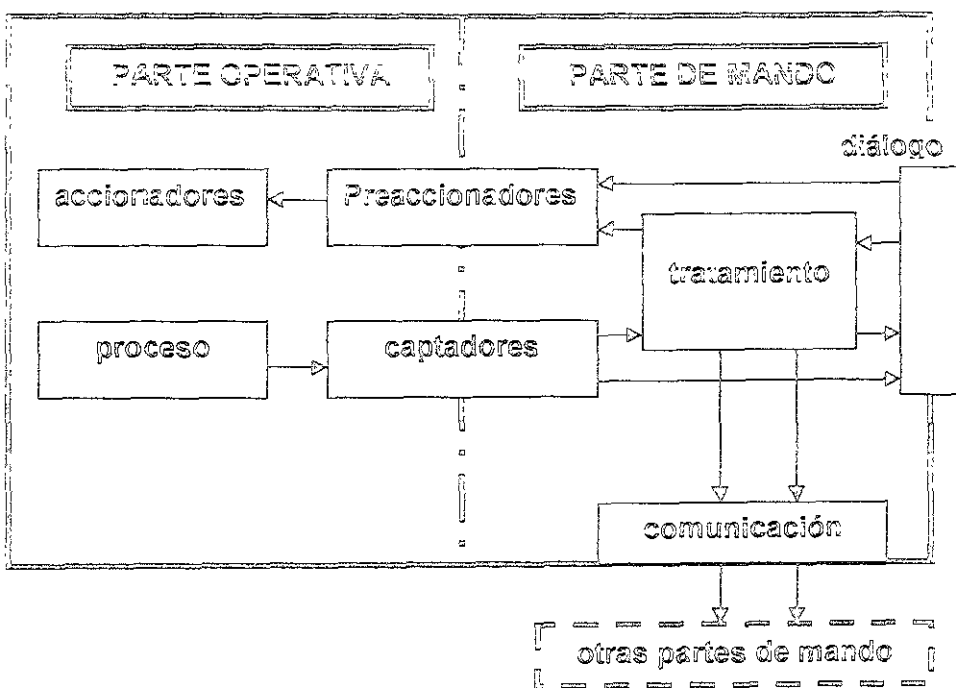 PARTE OPERATIVA
PARTE DE MANDO
diálogo
accionadores
Preaccionadores
tratamiento
proceso
captadores
comunicación
otras partes de mando